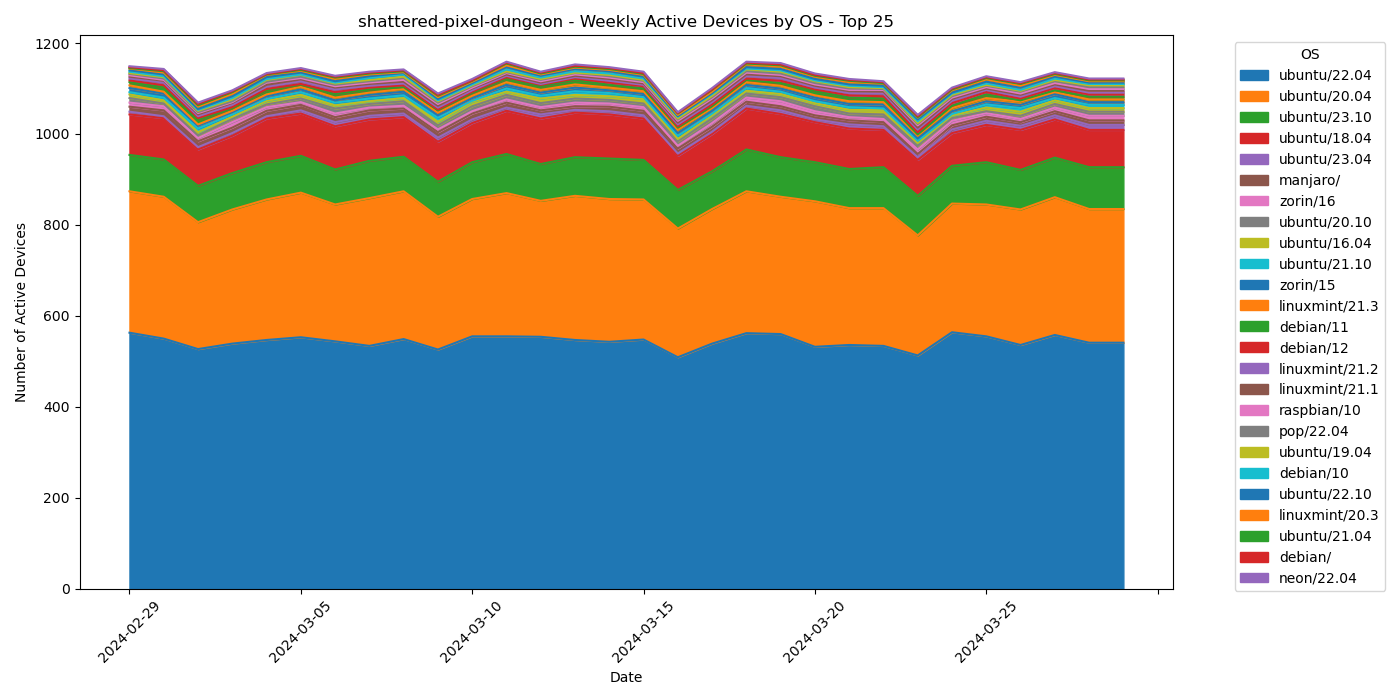 shattered-pixel-dungeon - Weekly Active Devices by OS - Top 25
Number of Active Devices
1200
1000
800
600
400
200
0
2024-02-29
2024-03-05
2024-03-10
2024-03-15
2024-03-20
2024-03-25
Date
OS
ubuntu/22.04
ubuntu/20.04
ubuntu/23.10
ubuntu/18.04
ubuntu/23.04
manjaro/
zorin/16
ubuntu/20.10
ubuntu/16.04
ubuntu/21.10
zorin/15
linuxmint/21.3
debian/11
debian/12
linuxmint/21.2
linuxmint/21.1
raspbian/10
pop/22.04
ubuntu/19.04
debian/10
ubuntu/22.10
linuxmint/20.3
ubuntu/21.04
debian/
neon/22.04